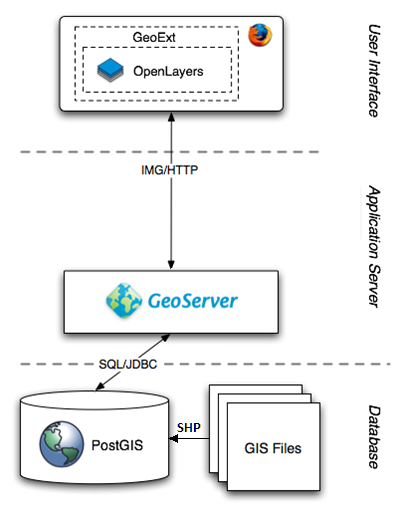 GeoExt
OpenLayers
User Interface
IMG/HTTP
Application Server
GeoServer
SQL/JDBC
PostGIS
SHP
GIS Files
Database